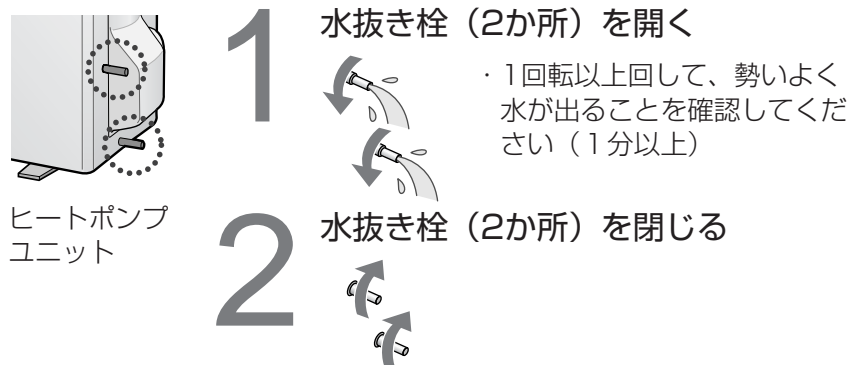 1
水抜き栓（2か所）を開く
・1回転以上回して、勢いよく
水が出ることを確認してくだ
さい（1分以上）
ヒートポンプ
ユニット
2
水抜き栓（2か所）を閉じる